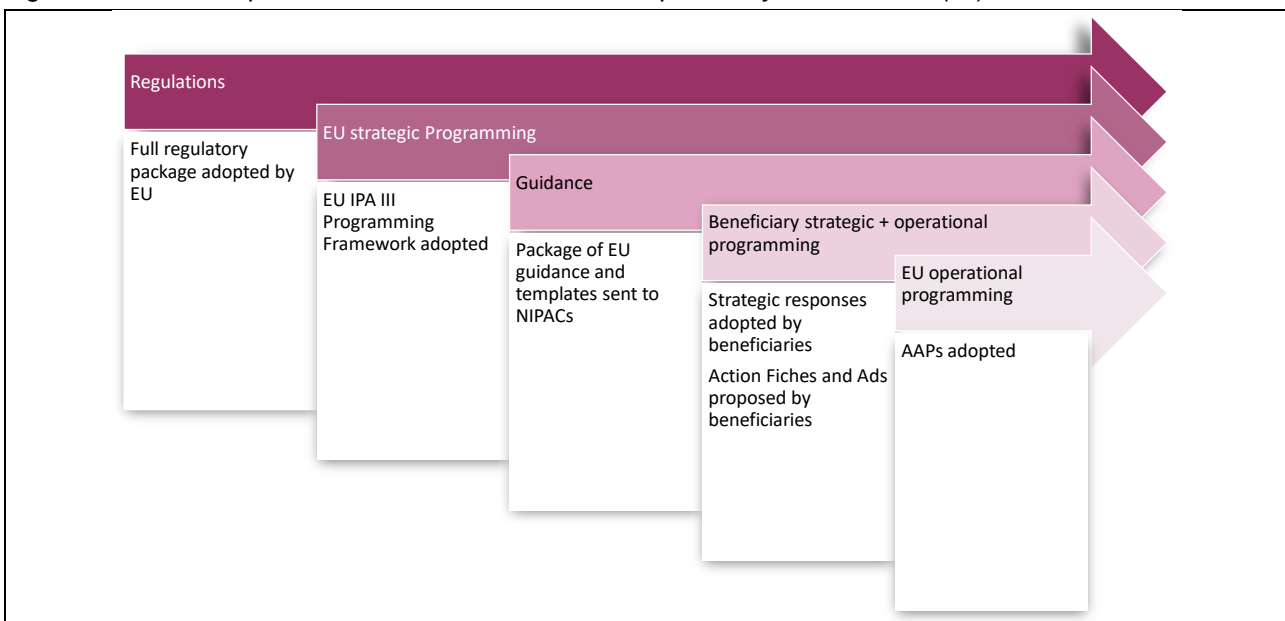 Regulations
Full regulatory
package adopted by
EU
EU strategic Programming
EU IPA III
Programming
Framework adopted
Guidance
Package of EU
guidance and
templates sent to
NIPACs
Beneficiary strategic + operational
programming
Strategic responses
adopted by
beneficiaries
Action Fiches and Ads
proposed by
beneficiaries
EU operational
programming
AAPs adopted